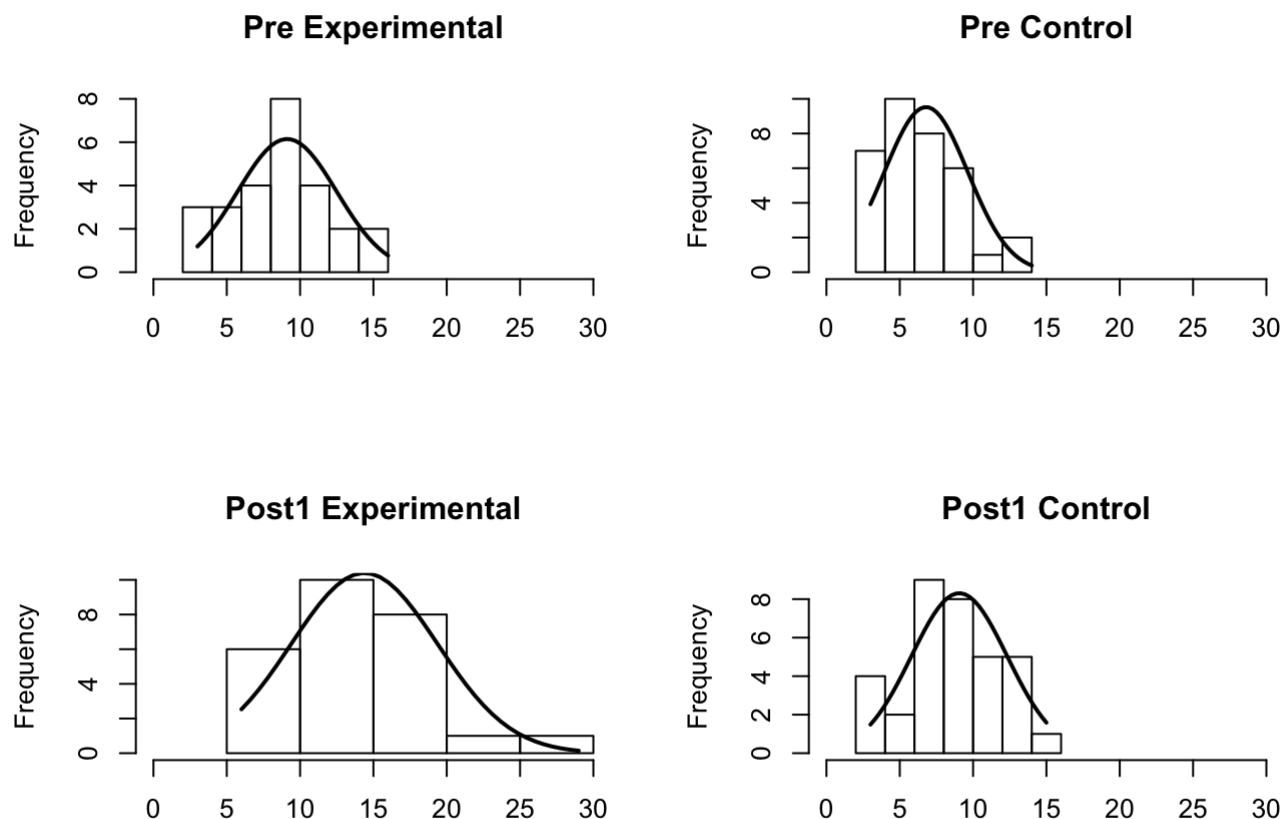 Pre Experimental
Frequency
0 2 4 6 8
0 5 10 15 20 25 30
Pre Control
Frequency
0 4 8
0 5 10 15 20 25 30
Post1 Experimental
Frequency
0 4 8
0 5 10 15 20 25 30
Post1 Control
Frequency
0 2 4 6 8
0 5 10 15 20 25 30